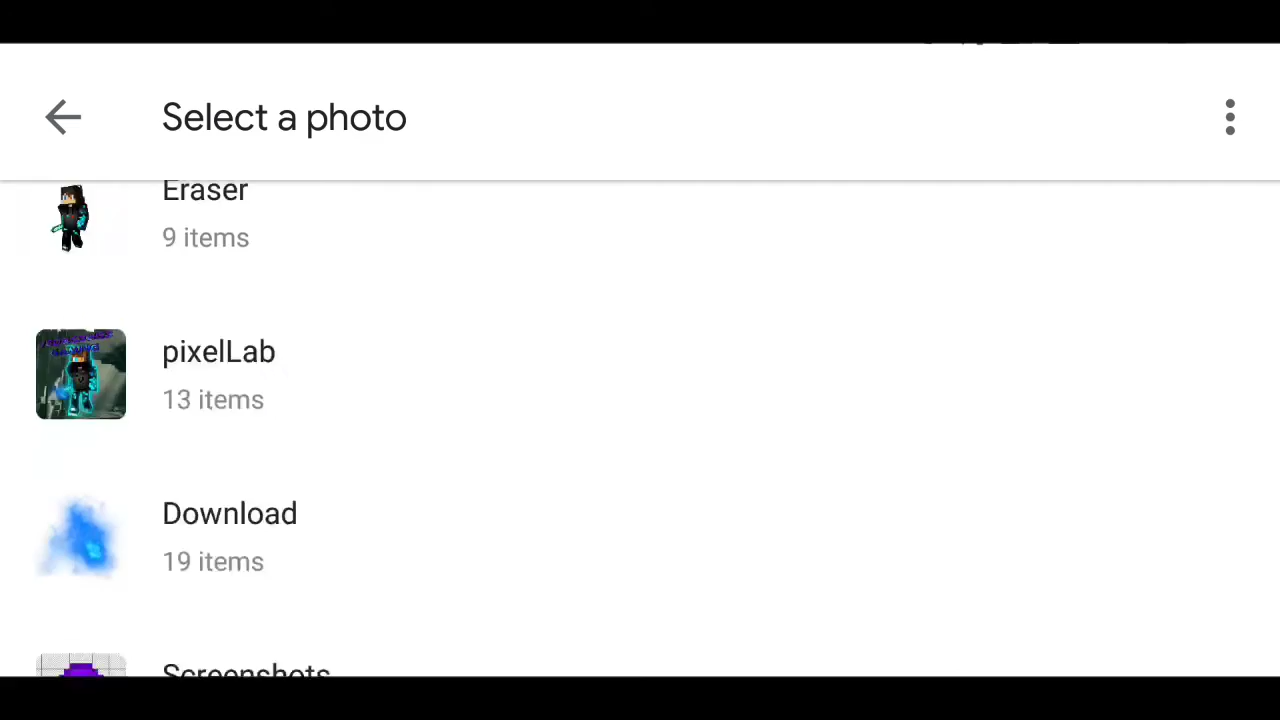 Select a photo
Eraser
9 items
pixelLab
13 items
Download
19 items
Screenshots